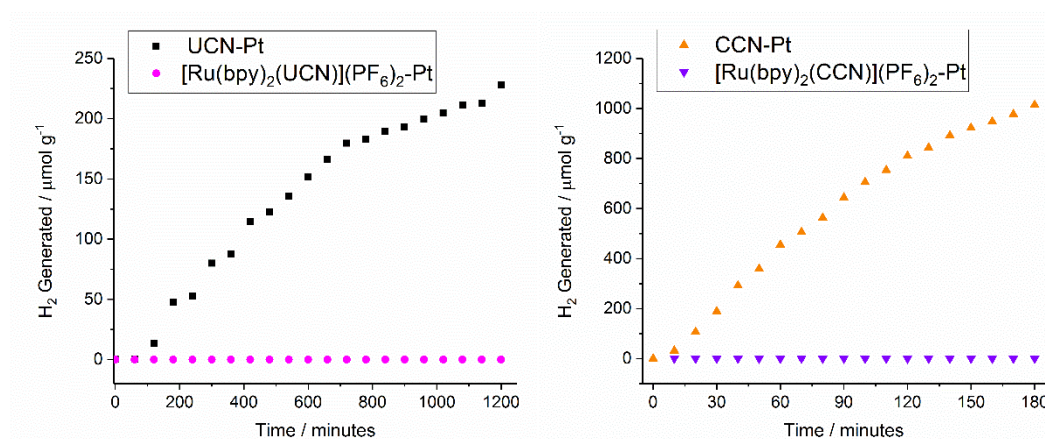 UCN-Pt
[Ru(bpy)₂(UCN)](PF₆)₂-Pt
250
200
150
100
50
0
H₂ Generated / μmol g⁻¹
0 200 400 600 800 1000 1200
Time / minutes
CCN-Pt
[Ru(bpy)₂(CCN)](PF₆)₂-Pt
1200
1000
800
600
400
200
0
H₂ Generated / μmol g⁻¹
0 30 60 90 120 150 180
Time / minutes